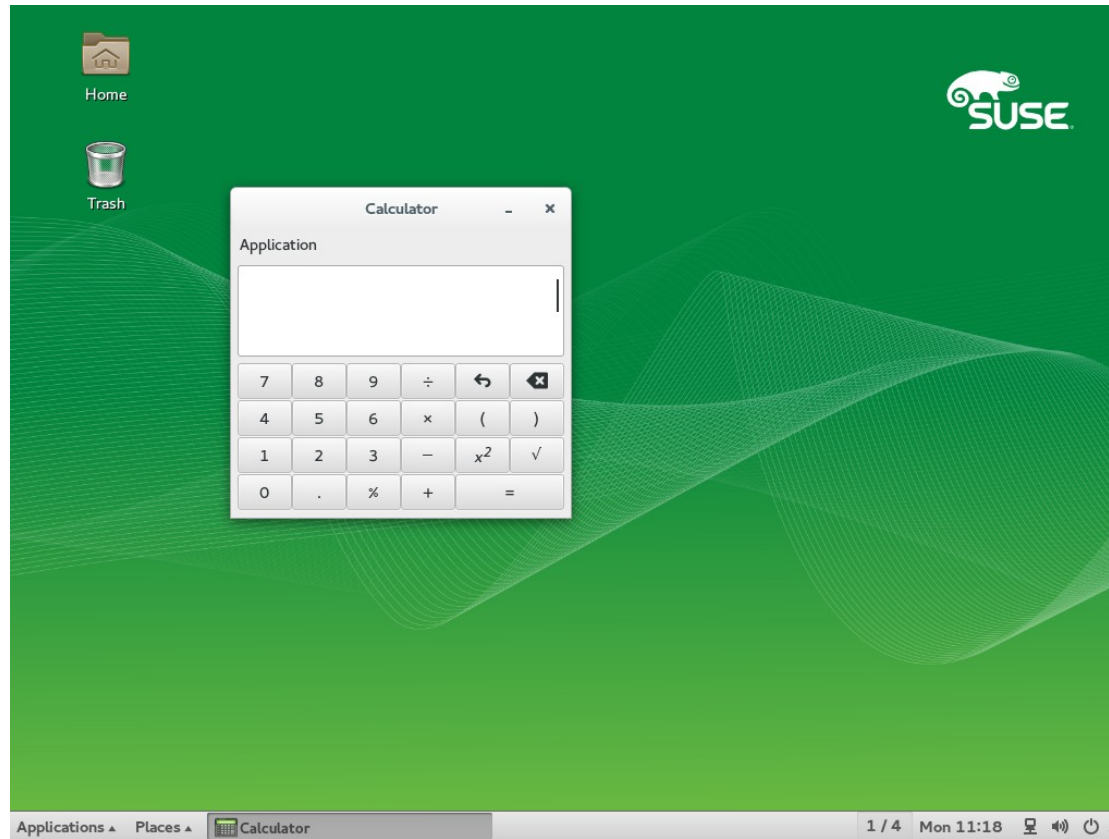 Home
SUSE
Trash
Calculator
Application
7 8 9 ÷
4 5 6 × ( )
1 2 3 − x² √
0 . % + =
Applications Places Calculator 1 / 4 Mon 11:18